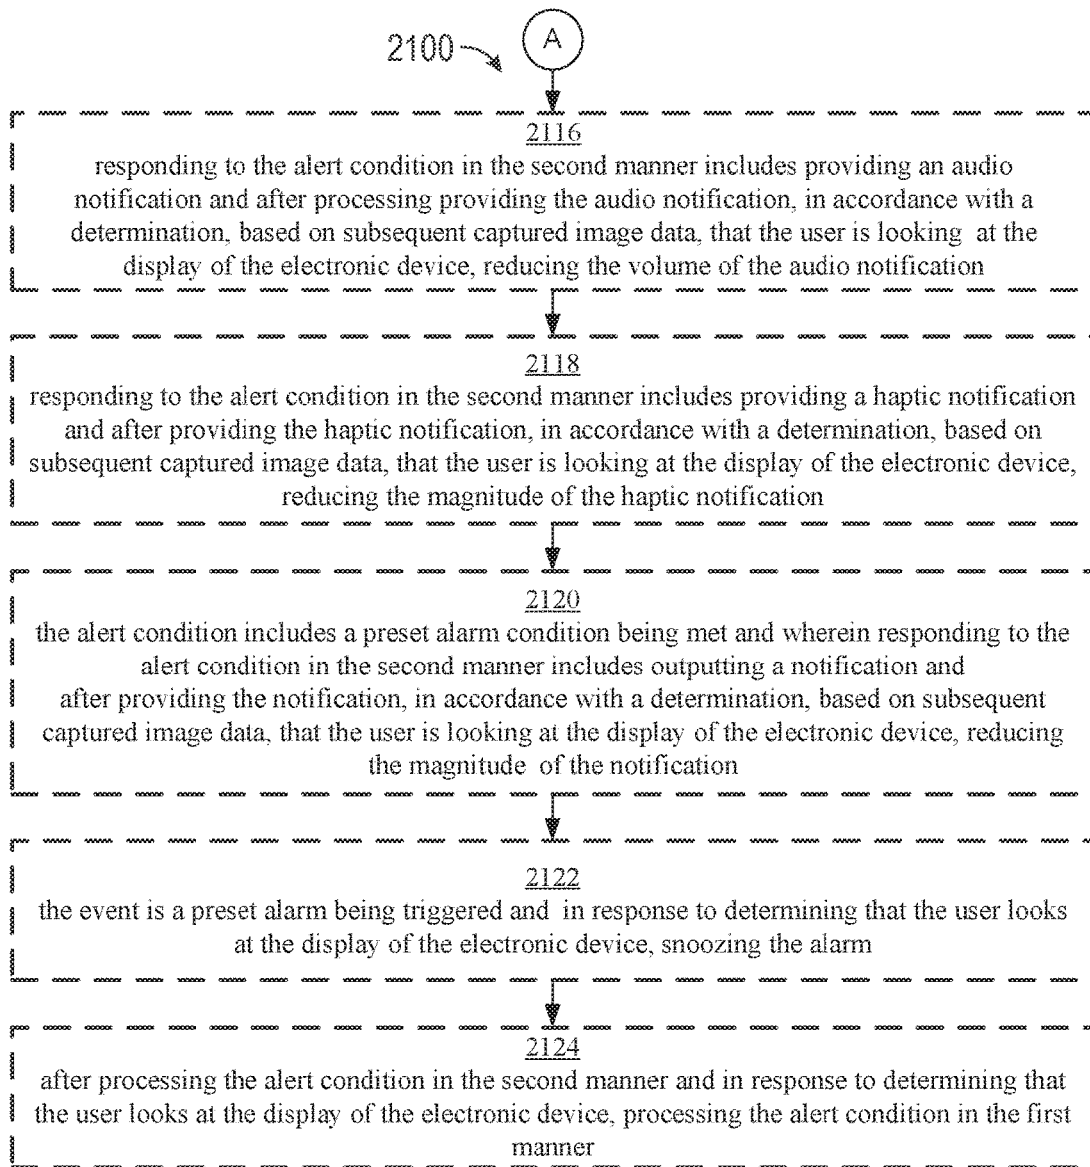 2100
A
2116
responding to the alert condition in the second manner includes providing an audio
notification and after processing providing the audio notification, in accordance with a
determination, based on subsequent captured image data, that the user is looking at the
display of the electronic device, reducing the volume of the audio notification
2118
responding to the alert condition in the second manner includes providing a haptic notification
and after providing the haptic notification, in accordance with a determination, based on
subsequent captured image data, that the user is looking at the display of the electronic device,
reducing the magnitude of the haptic notification
2120
the alert condition includes a preset alarm condition being met and wherein responding to the
alert condition in the second manner includes outputting a notification and
after providing the notification, in accordance with a determination, based on subsequent
captured image data, that the user is looking at the display of the electronic device, reducing
the magnitude of the notification
2122
the event is a preset alarm being triggered and in response to determining that the user looks
at the display of the electronic device, snoozing the alarm
2124
after processing the alert condition in the second manner and in response to determining that
the user looks at the display of the electronic device, processing the alert condition in the first
manner